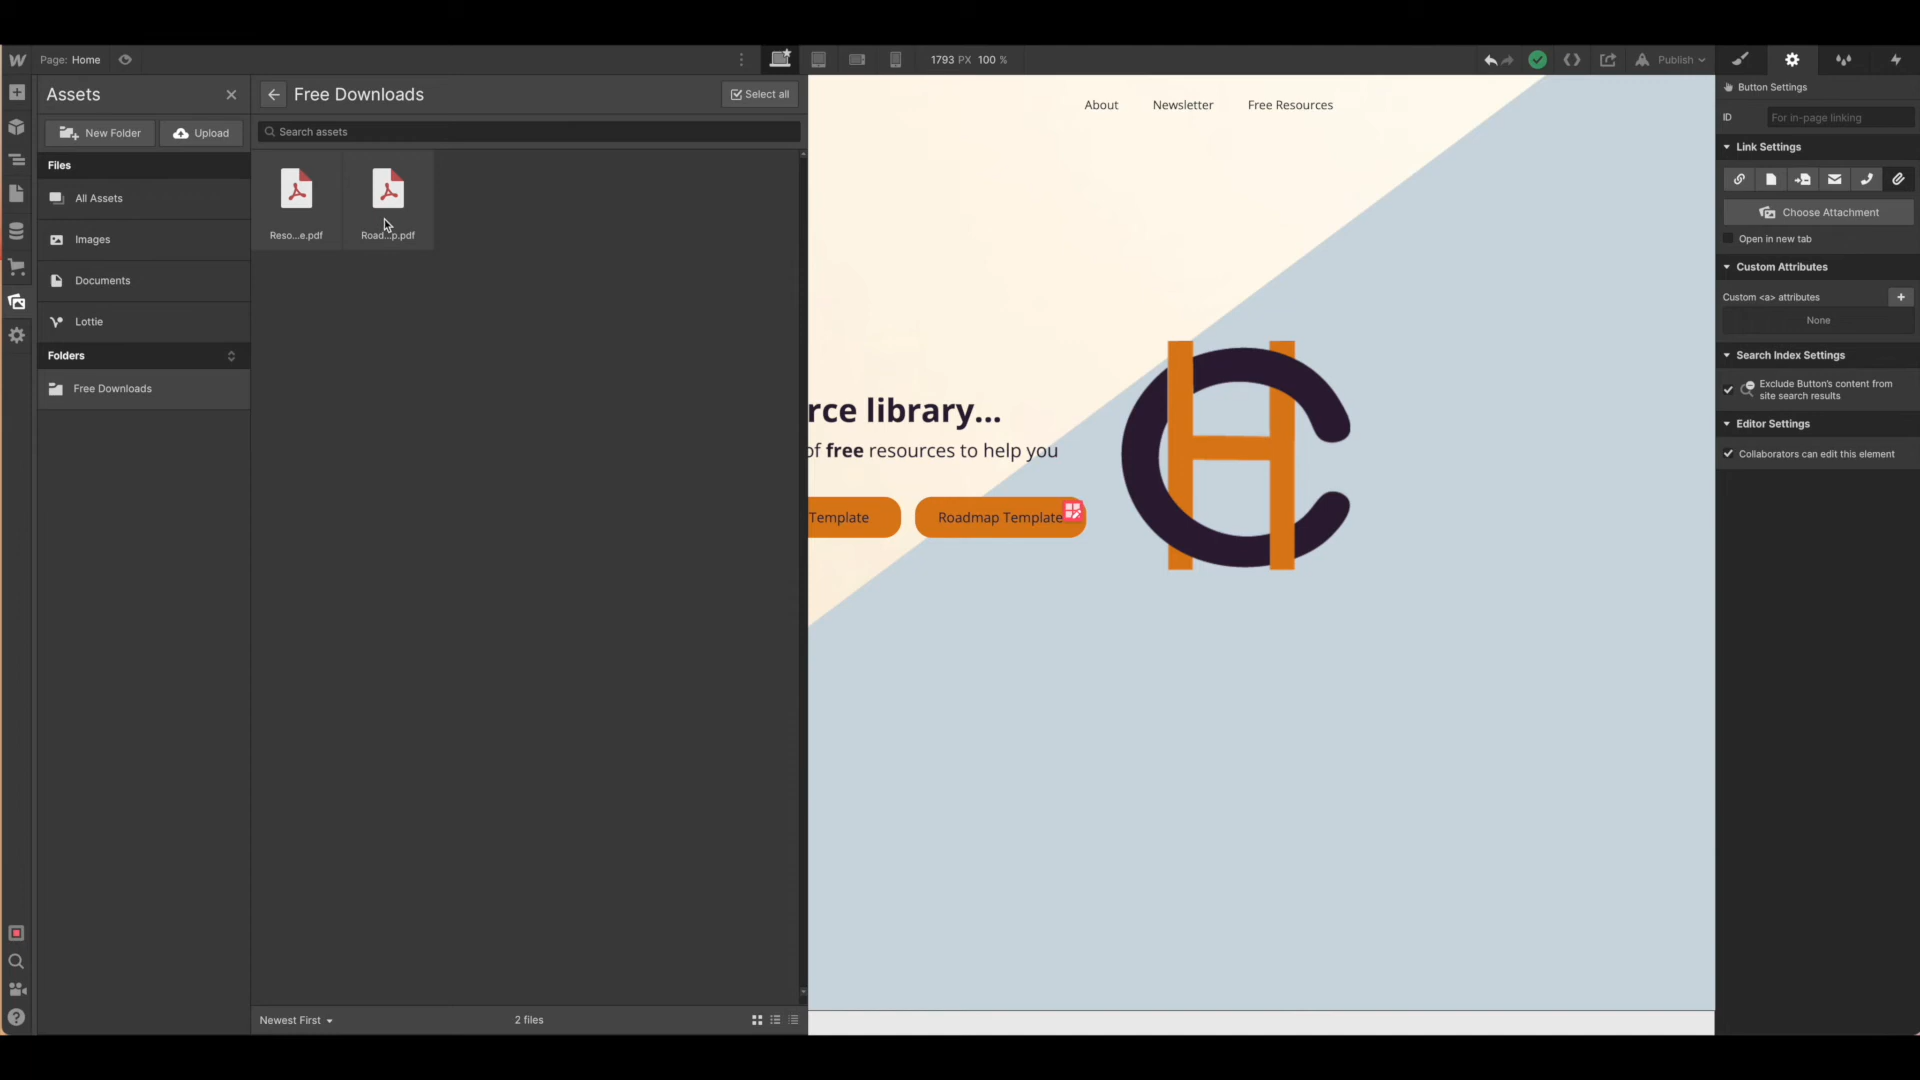 Page: Home
1793 PX 100 %
Publish
Assets
Free Downloads
Select all
New Folder
Upload
Search assets
Files
All Assets
Images
Documents
Lottie
Folders
Free Downloads
Reso...e.pdf
Road...p.pdf
Newest First
2 files
About
Newsletter
Free Resources
rce library...
of free resources to help you
Template
Roadmap Template
Button Settings
ID
For in-page linking
Link Settings
Choose Attachment
Open in new tab
Custom Attributes
Custom <a> attributes
None
Search Index Settings
Exclude Button's content from
site search results
Editor Settings
Collaborators can edit this element